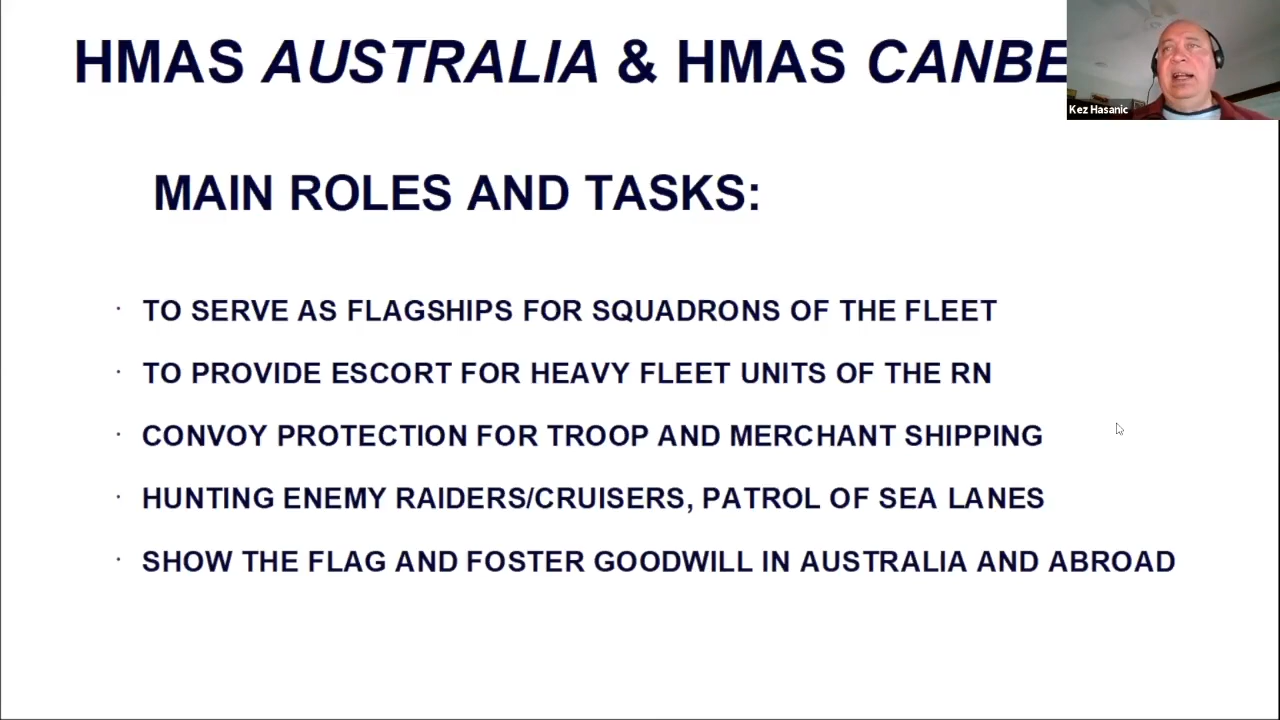 HMAS AUSTRALIA & HMAS CANBE
Kez Hasanic
MAIN ROLES AND TASKS:
· TO SERVE AS FLAGSHIPS FOR SQUADRONS OF THE FLEET
· TO PROVIDE ESCORT FOR HEAVY FLEET UNITS OF THE RN
· CONVOY PROTECTION FOR TROOP AND MERCHANT SHIPPING
· HUNTING ENEMY RAIDERS/CRUISERS, PATROL OF SEA LANES
· SHOW THE FLAG AND FOSTER GOODWILL IN AUSTRALIA AND ABROAD